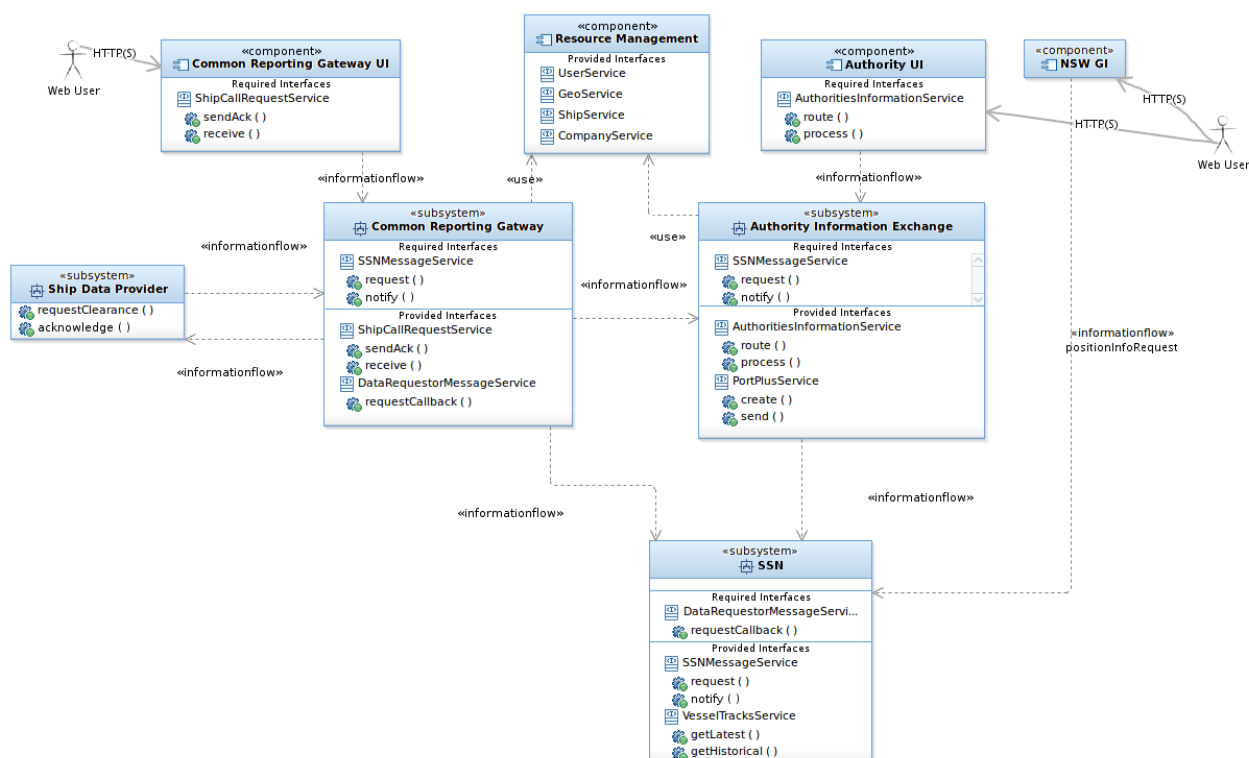 «component»
Common Reporting Gateway UI
Required Interfaces
ShipCallRequestService
sendAck ( )
receive ( )
HTTP(S)
Web User
«component»
Resource Management
Provided Interfaces
UserService
GeoService
ShipService
CompanyService
«component»
Authority UI
Required Interfaces
AuthoritiesInformationService
route ( )
process ( )
«component»
NSW GI
HTTP(S)
HTTP(S)
Web User
«informationflow»
«use»
«informationflow»
«use»
«subsystem»
Common Reporting Gatway
Required Interfaces
SSNMessageService
request ( )
notify ( )
Provided Interfaces
ShipCallRequestService
sendAck ( )
receive ( )
DataRequestorMessageService
requestCallback ( )
«subsystem»
Authority Information Exchange
Required Interfaces
SSNMessageService
request ( )
notify ( )
Provided Interfaces
AuthoritiesInformationService
route ( )
process ( )
PortPlusService
create ( )
send ( )
«informationflow»
«subsystem»
Ship Data Provider
requestClearance ( )
acknowledge ( )
«informationflow»
«informationflow»
«informationflow»
positionInfoRequest
«informationflow»
«informationflow»
«subsystem»
SSN
Required Interfaces
DataRequestorMessageServi...
requestCallback ( )
Provided Interfaces
SSNMessageService
request ( )
notify ( )
VesselTracksService
getLatest ( )
getHistorical ( )